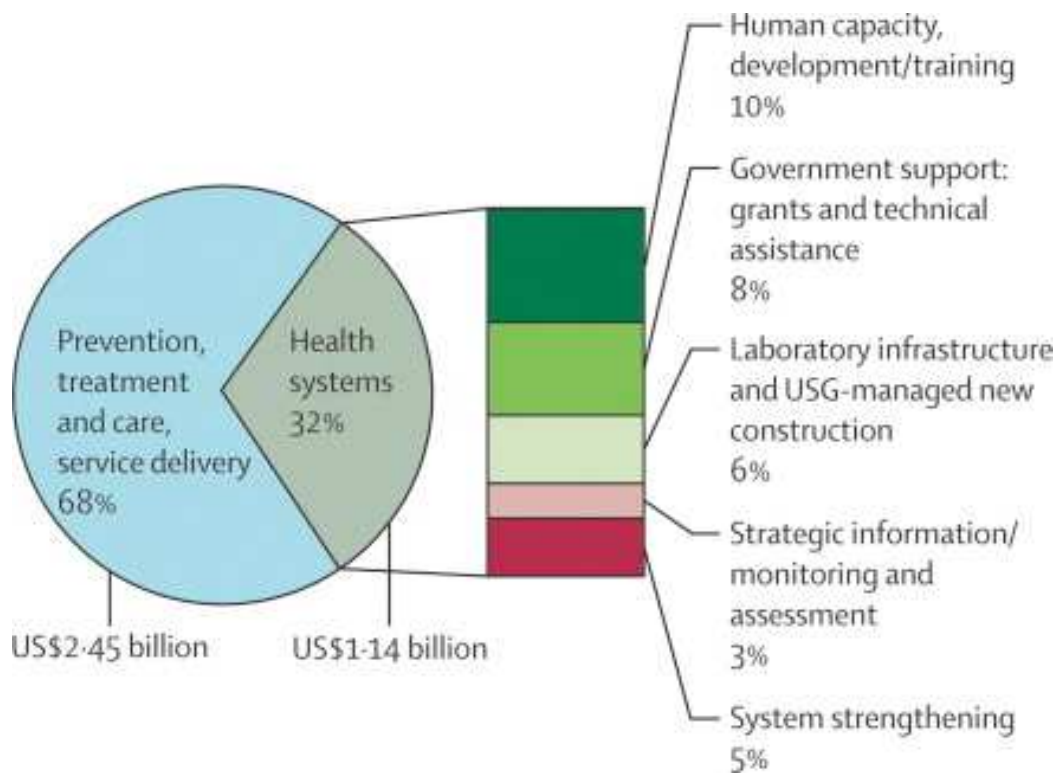 Prevention,
treatment
and care,
service delivery
68%
Health
systems
32%
US$2·45 billion
US$1·14 billion
Human capacity,
development/training
10%
Government support:
grants and technical
assistance
8%
Laboratory infrastructure
and USG-managed new
construction
6%
Strategic information/
monitoring and
assessment
3%
System strengthening
5%